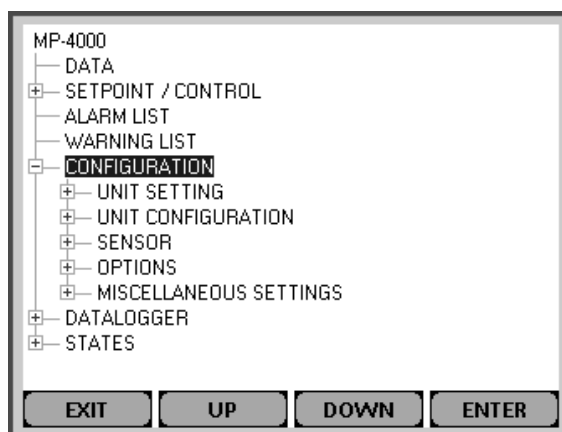 MP-4000
DATA
SETPOINT / CONTROL
ALARM LIST
WARNING LIST
CONFIGURATION
UNIT SETTING
UNIT CONFIGURATION
SENSOR
OPTIONS
MISCELLANEOUS SETTINGS
DATALOGGER
STATES
EXIT UP DOWN ENTER